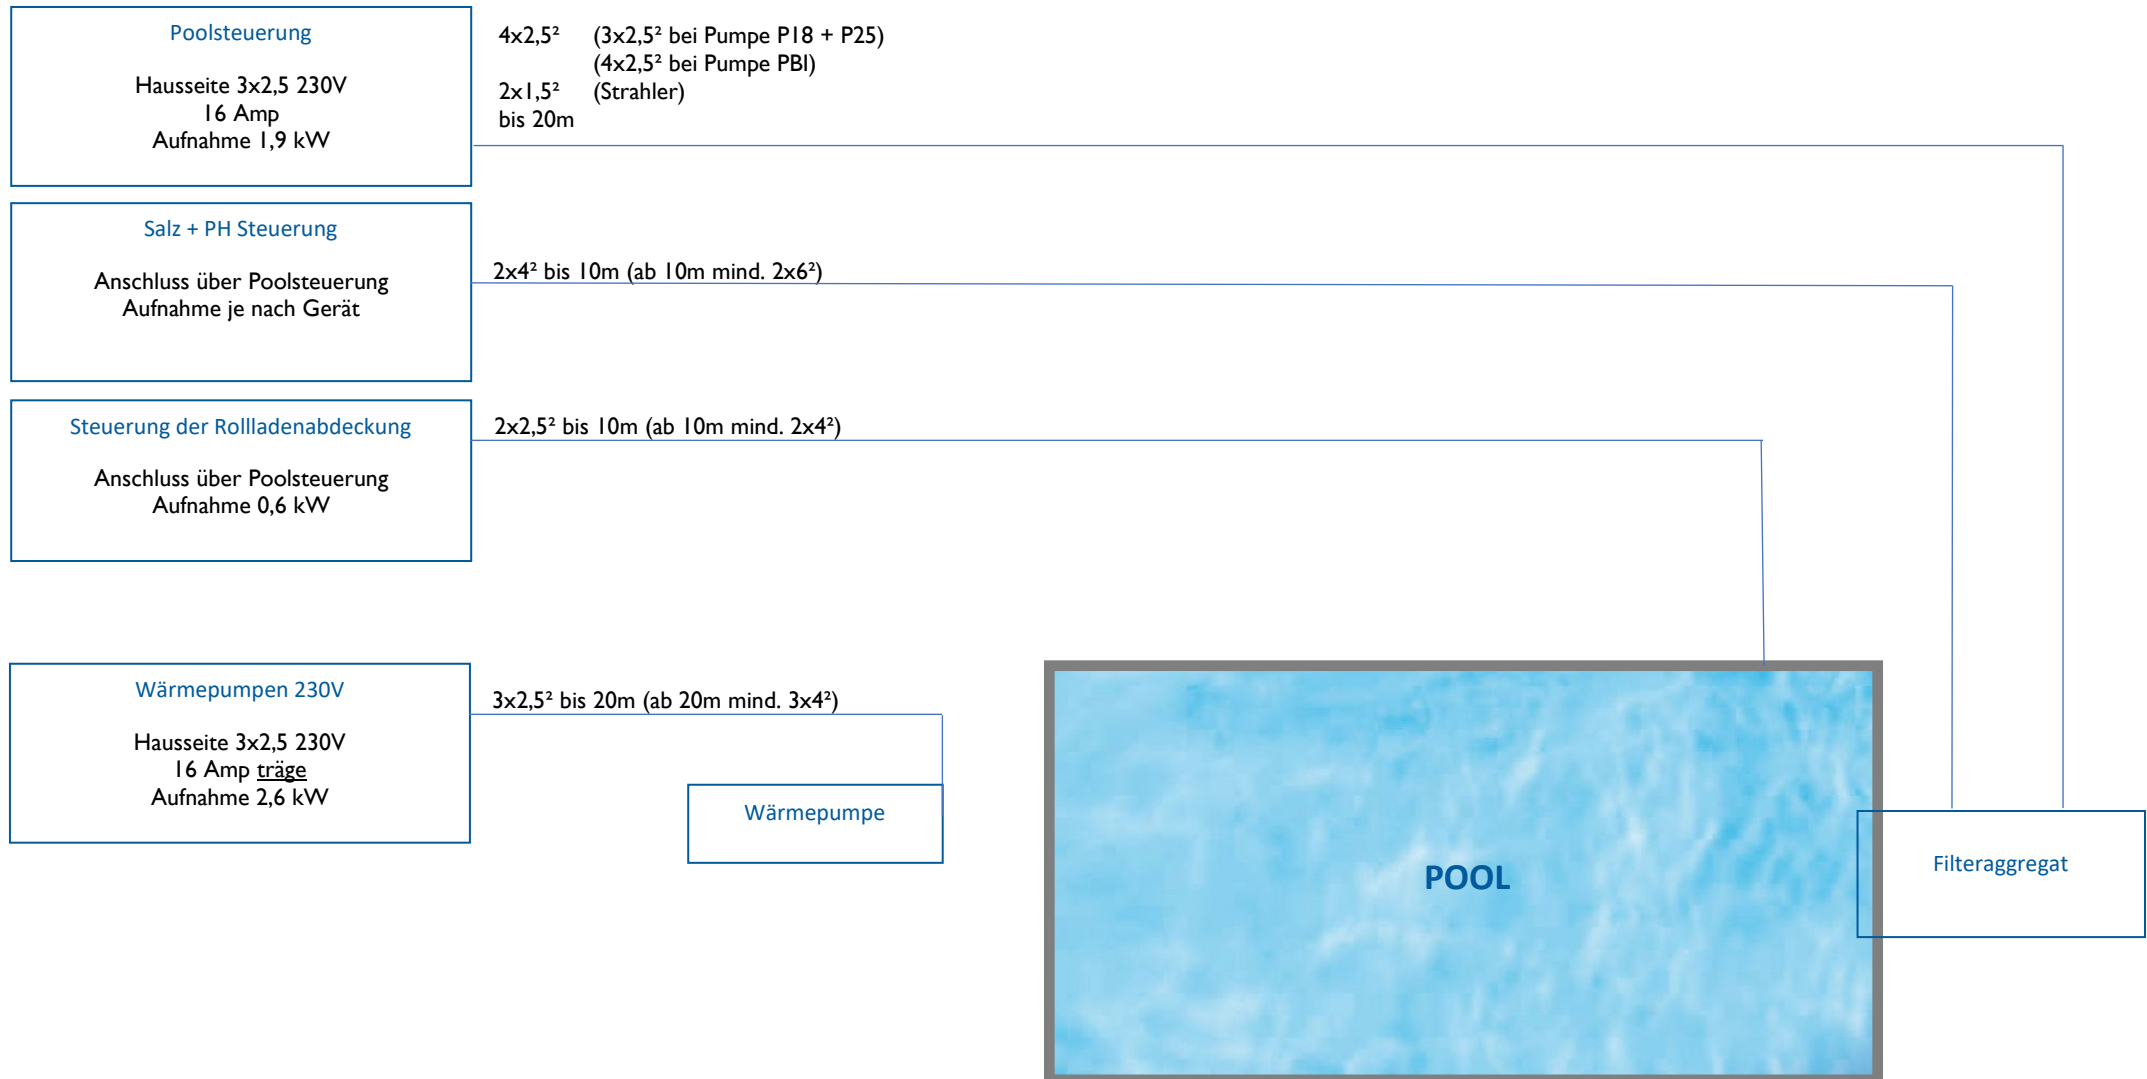 Poolsteuerung
Hausseite 3x2,5 230V
16 Amp
Aufnahme 1,9 kW
4x2,5² (3x2,5² bei Pumpe P18 + P25)
(4x2,5² bei Pumpe PBI)
2x1,5² (Strahler)
bis 20m
Salz + PH Steuerung
Anschluss über Poolsteuerung
Aufnahme je nach Gerät
2x4² bis 10m (ab 10m mind. 2x6²)
Steuerung der Rollladenabdeckung
Anschluss über Poolsteuerung
Aufnahme 0,6 kW
2x2,5² bis 10m (ab 10m mind. 2x4²)
Wärmepumpen 230V
Hausseite 3x2,5 230V
16 Amp träge
Aufnahme 2,6 kW
3x2,5² bis 20m (ab 20m mind. 3x4²)
Wärmepumpe
POOL
Filteraggregat